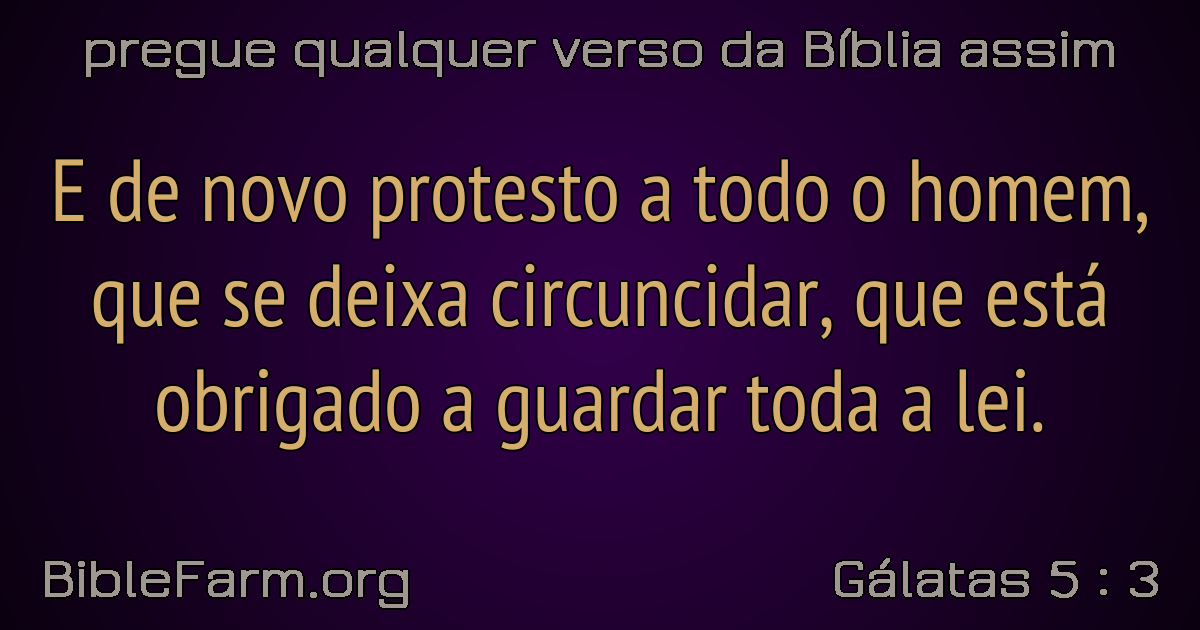 pregue qualquer verso da Bíblia assim
E de novo protesto a todo o homem,
que se deixa circuncidar, que está
obrigado a guardar toda a lei.
BibleFarm.org
Gálatas 5 : 3